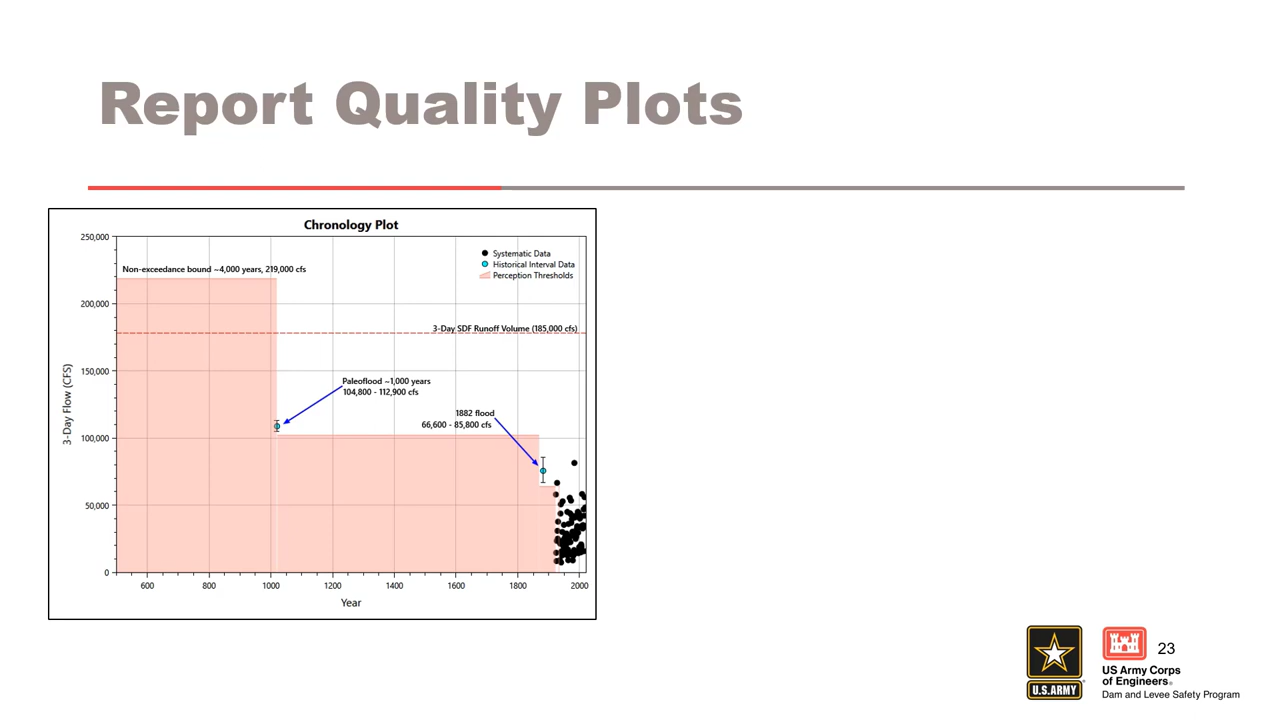 Report Quality Plots
Chronology Plot
250,000
200,000
150,000
100,000
50,000
0
3-Day Flow (CFS)
Non-exceedance bound ~4,000 years, 219,000 cfs
Systematic Data
Historical Interval Data
Perception Thresholds
3-Day SDF Runoff Volume (185,000 cfs)
Paleoflood ~1,000 years
104,800 - 112,900 cfs
1882 flood
66,600 - 85,800 cfs
600 800 1000 1200 1400 1600 1800 2000
Year
U.S.ARMY
23
US Army Corps
of Engineers®
Dam and Levee Safety Program